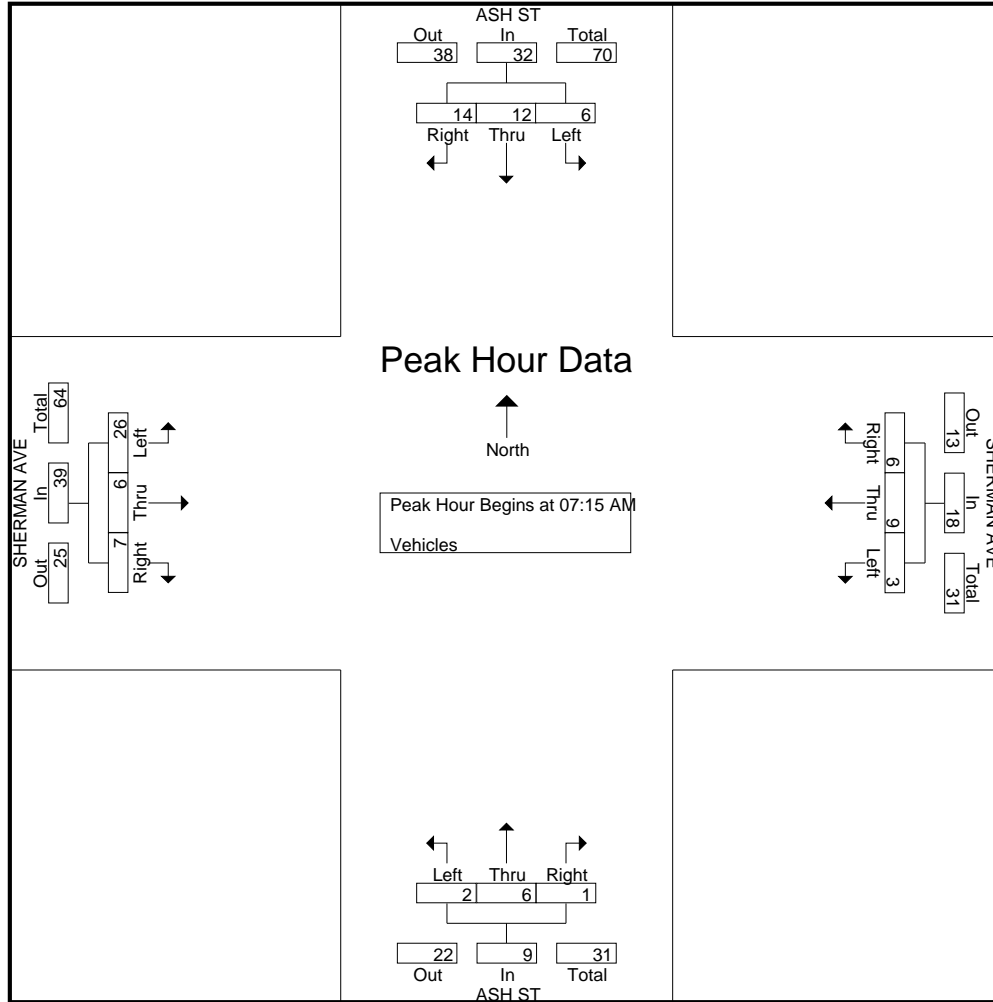 ASH ST
Out In Total
38 32 70
14 12 6
Right Thru Left
Peak Hour Data
North
Peak Hour Begins at 07:15 AM
Vehicles
SHERMAN AVE
Out In Total
25 39 64
Right Thru Left
7 6 26
SHERMAN AVE
Out In Total
13 18 31
Right Thru Left
6 9 3
Left Thru Right
2 6 1
22 9 31
Out In Total
ASH ST